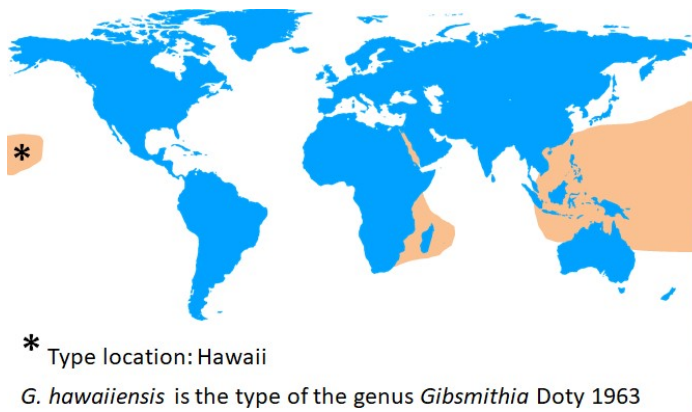 *
* Type location: Hawaii
G. hawaiiensis is the type of the genus Gibsmithia Doty 1963